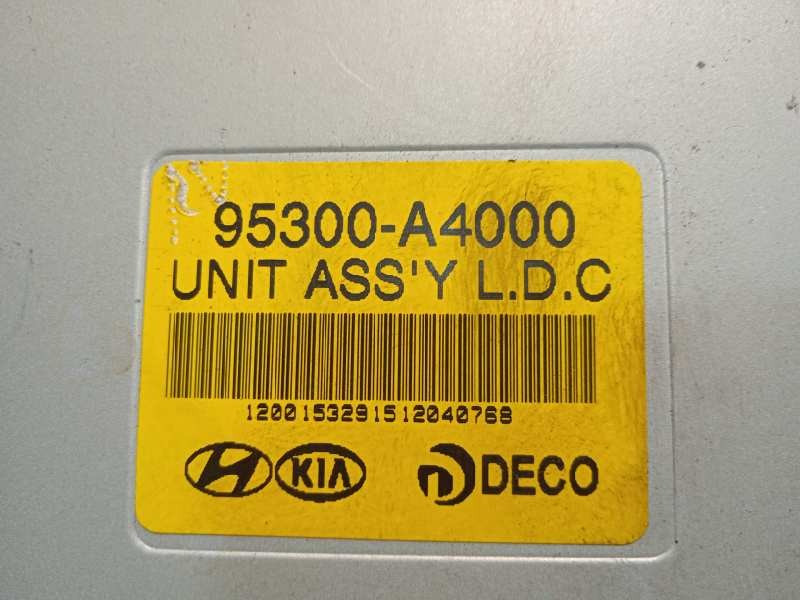 95300-A4000
UNIT ASS'Y L.D.C
1200153291512040768
KIA DECO